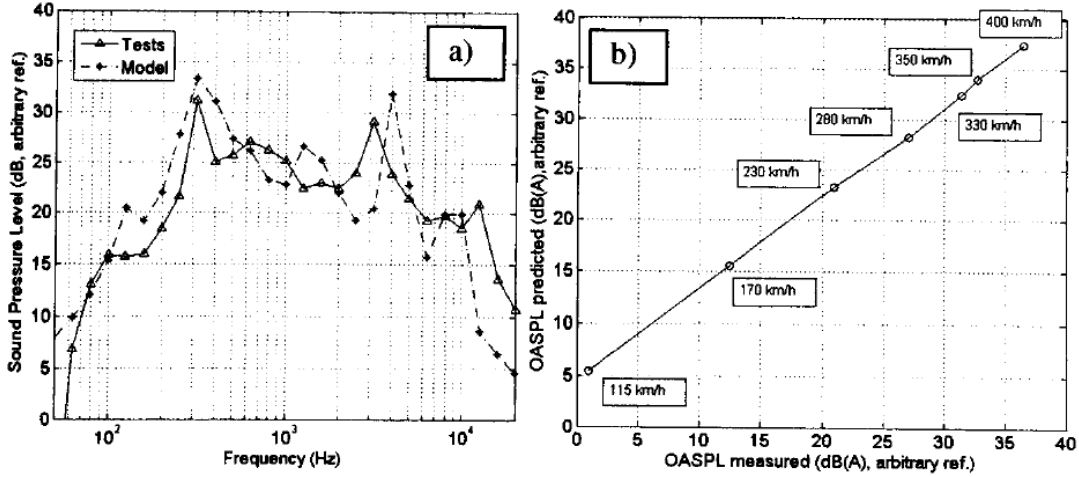 40
35
30
25
20
15
10
5
0
Sound Pressure Level (dB, arbitrary ref.)
Tests
Model
a)
10²
10³
10⁴
Frequency (Hz)
40
35
30
25
20
15
10
5
0
OASPL predicted (dB(A),arbitrary ref.)
b)
400 km/h
350 km/h
330 km/h
280 km/h
230 km/h
170 km/h
115 km/h
0 5 10 15 20 25 30 35 40
OASPL measured (dB(A), arbitrary ref.)